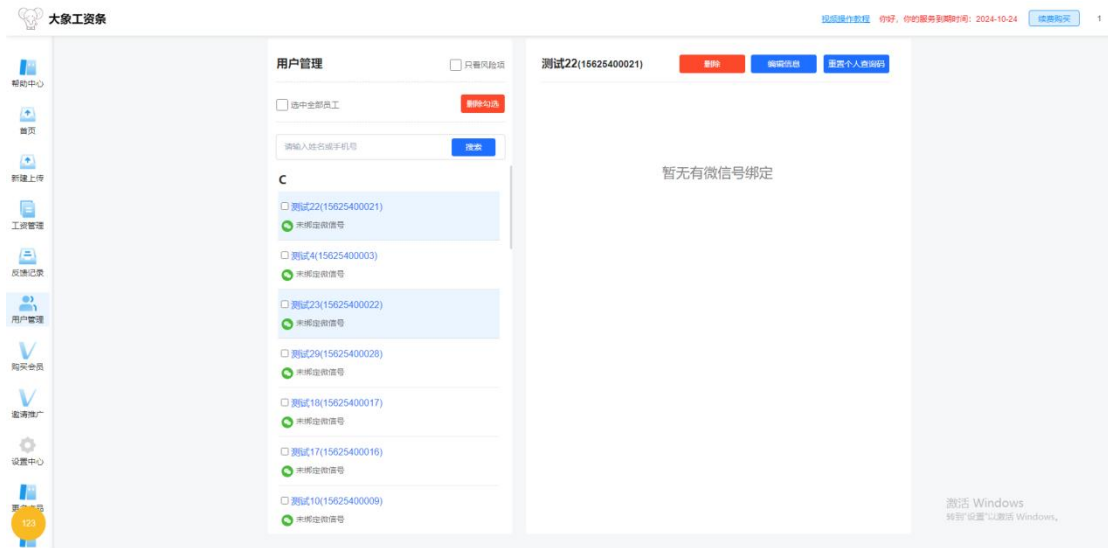 大象工资条
视频操作教程 你好，你的服务到期时间：2024-10-24 续费购买 1
帮助中心
首页
新建上传
工资管理
反馈记录
用户管理
购买会员
邀请推广
设置中心
123
用户管理 只看风险项
选中全部员工 删除勾选
请输入姓名或手机号 搜索
C
测试22(15625400021)
未绑定微信号
测试4(15625400003)
未绑定微信号
测试23(15625400022)
未绑定微信号
测试29(15625400028)
未绑定微信号
测试18(15625400017)
未绑定微信号
测试17(15625400016)
未绑定微信号
测试10(15625400009)
未绑定微信号
测试22(15625400021) 删除 编辑信息 重置个人查询码
暂无有微信号绑定
激活 Windows
转到"设置"以激活 Windows。